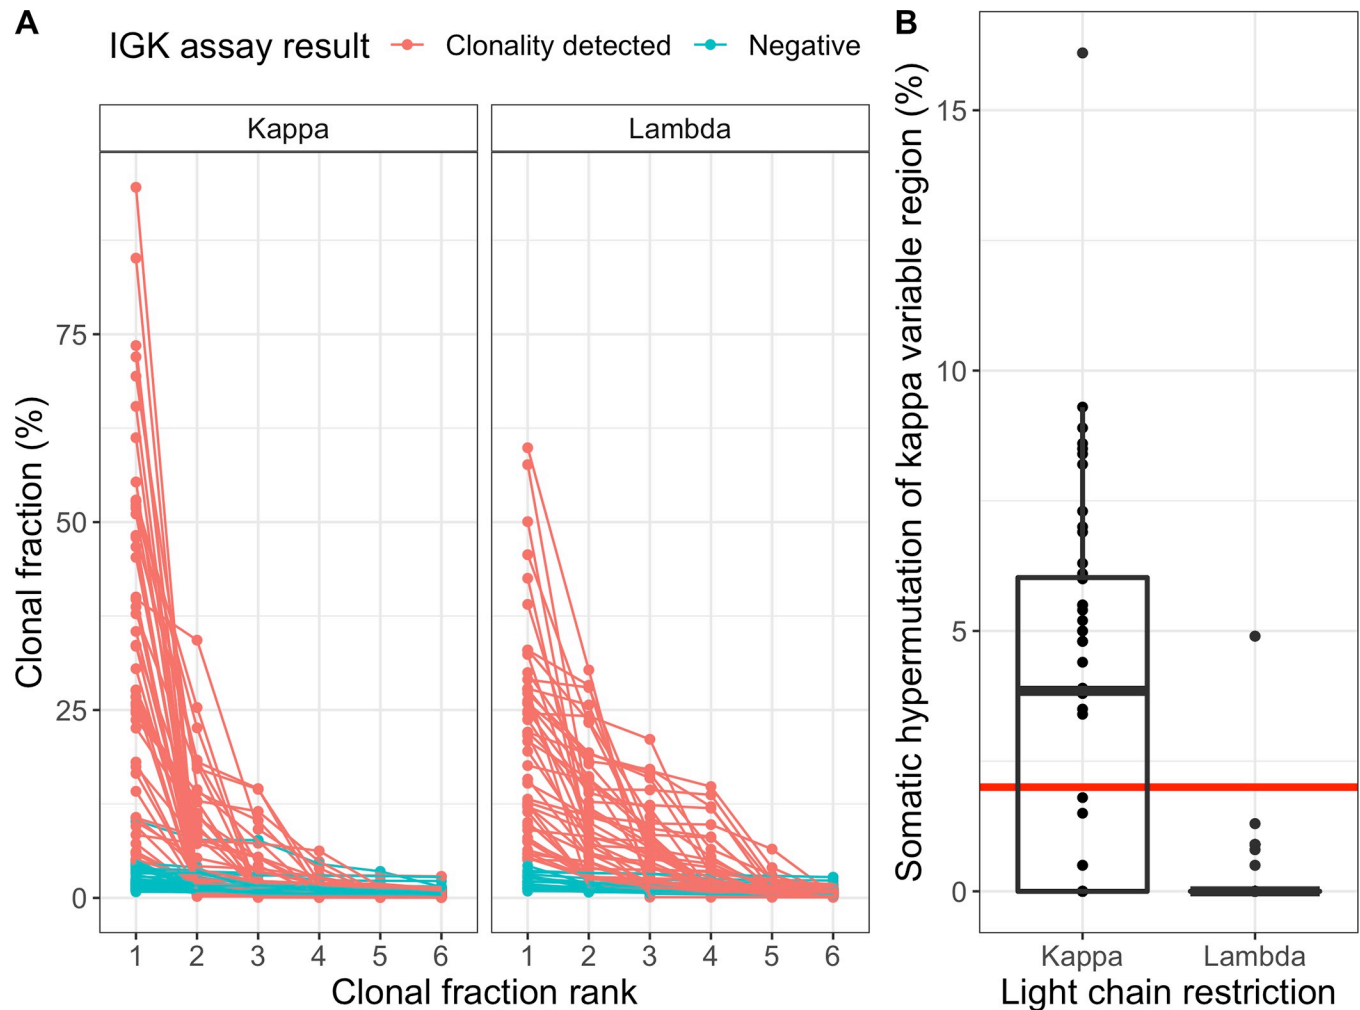 A
IGK assay result Clonality detected Negative
Kappa Lambda
Clonal fraction (%)
75
50
25
0
1 2 3 4 5 6 1 2 3 4 5 6
Clonal fraction rank
B
Somatic hypermutation of kappa variable region (%)
15
10
5
0
Kappa Lambda
Light chain restriction